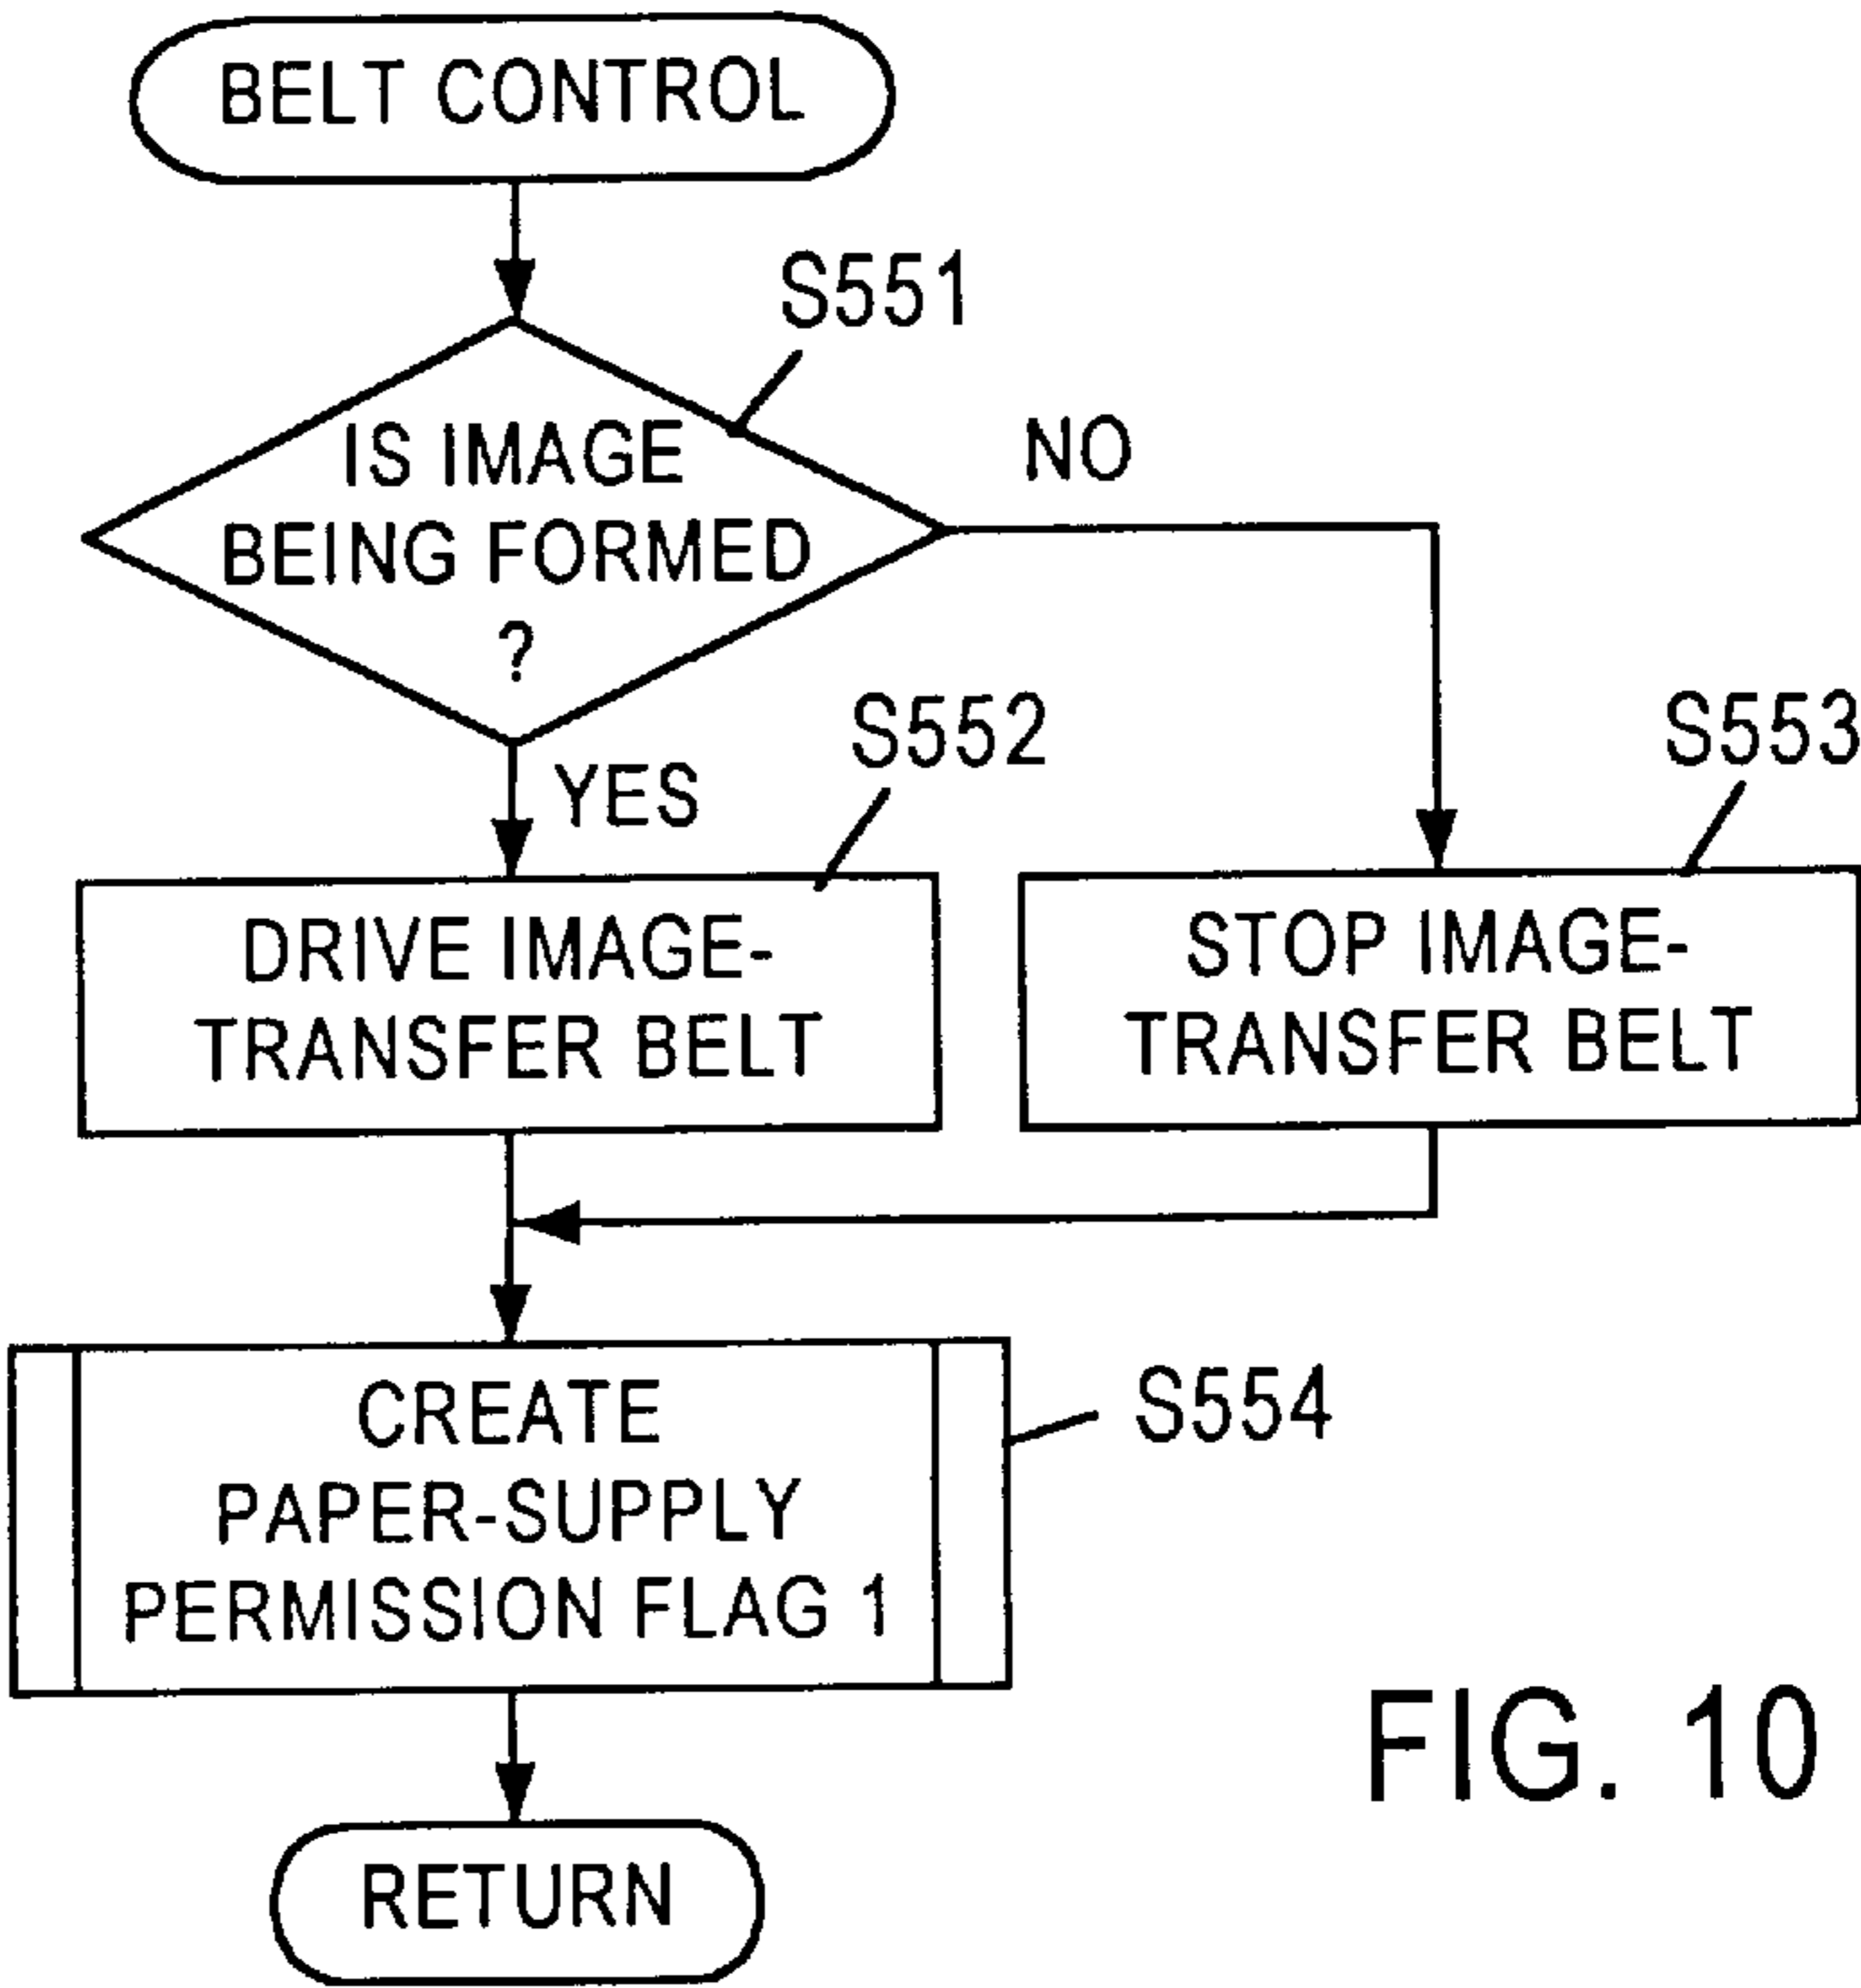 BELT CONTROL
S551
IS IMAGE
BEING FORMED
?
NO
YES
S552
DRIVE IMAGE-
TRANSFER BELT
S553
STOP IMAGE-
TRANSFER BELT
CREATE
PAPER-SUPPLY
PERMISSION FLAG 1
S554
RETURN
FIG. 10